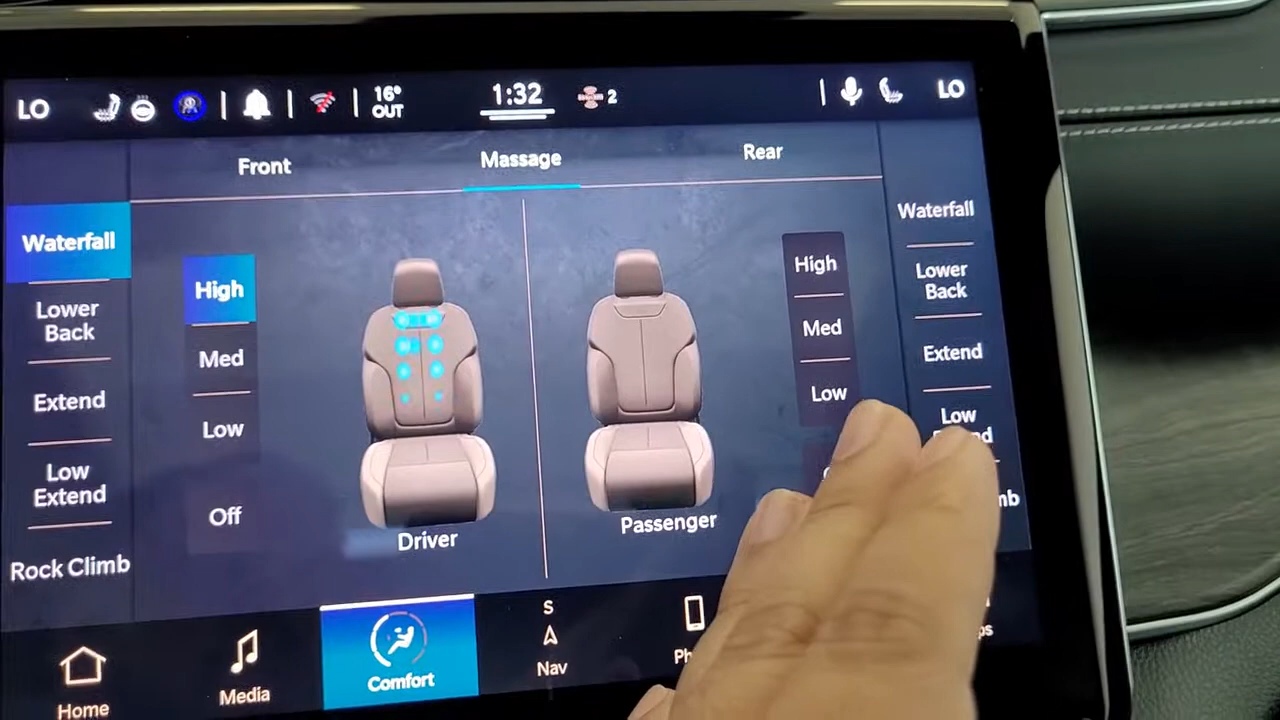 LO
16°
OUT
1:32
2
LO
Front
Massage
Rear
Waterfall
Lower
Back
Extend
Low
Extend
Rock Climb
High
Med
Low
Off
Driver
Passenger
High
Med
Low
Waterfall
Lower
Back
Extend
Low
Home
Media
Comfort
S
Nav